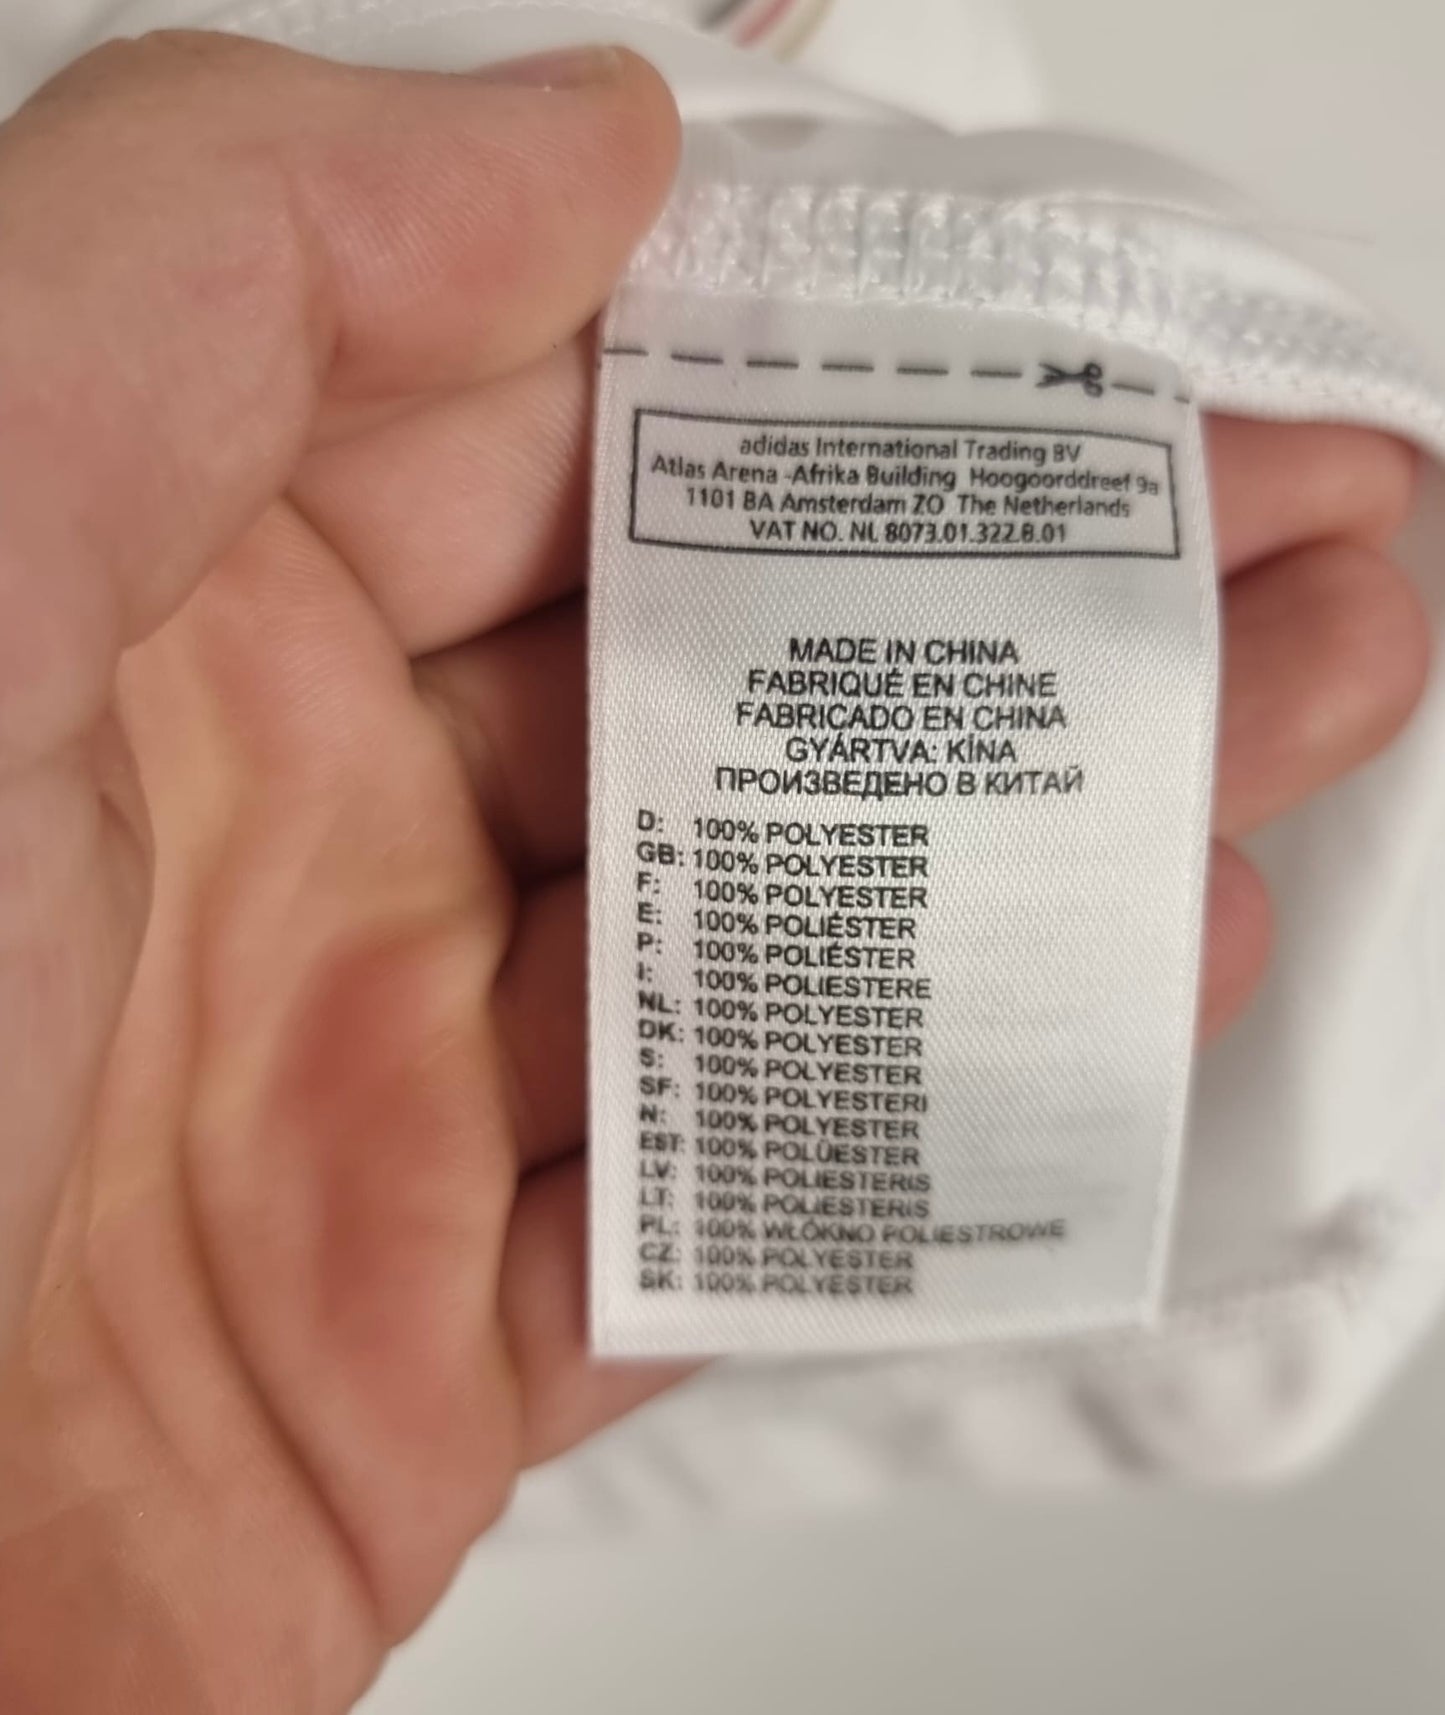 adidas International Trading BV
Atlas Arena -Afrika Building Hoogoorddreef 9a
1101 BA Amsterdam ZO The Netherlands
VAT NO. NL 8073.01.322.B.01
MADE IN CHINA
FABRIQUÉ EN CHINE
FABRICADO EN CHINA
GYÁRTVA: KÍNA
ПРОИЗВЕДЕНО В КИТАЙ
D: 100% POLYESTER
GB: 100% POLYESTER
F: 100% POLYESTER
E: 100% POLIÉSTER
P: 100% POLIÉSTER
I: 100% POLIESTERE
NL: 100% POLYESTER
DK: 100% POLYESTER
S: 100% POLYESTER
SF: 100% POLYESTERI
N: 100% POLYESTER
EST: 100% POLÜESTER
LV: 100% POLIESTERIS
LT: 100% POLIESTERIS
PL: 100% WŁÓKNO POLIESTROWE
CZ: 100% POLYESTER
SK: 100% POLYESTER